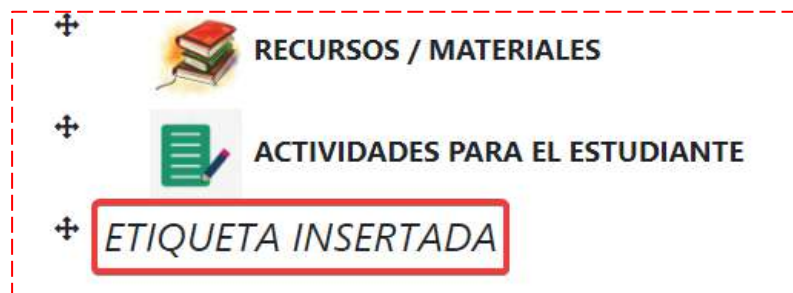 RECURSOS / MATERIALES
ACTIVIDADES PARA EL ESTUDIANTE
ETIQUETA INSERTADA